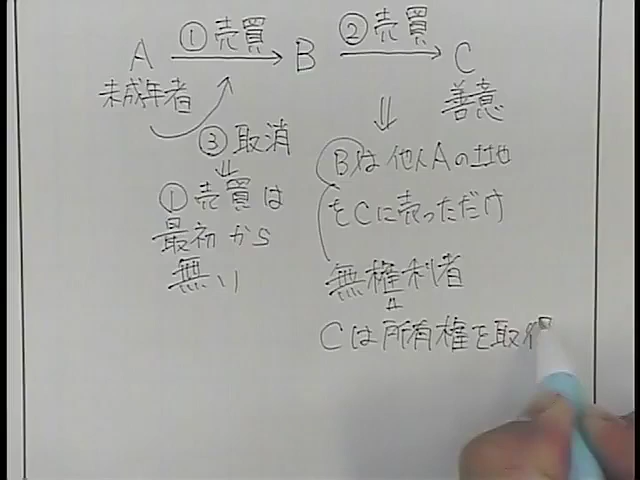 ①売買
②売買
A
B
C
未成年者
善意
③取消
Bは他人Aの土地
①売買は
をCに売っただけ
最初から
無い
無権利者
Cは所有権を取得